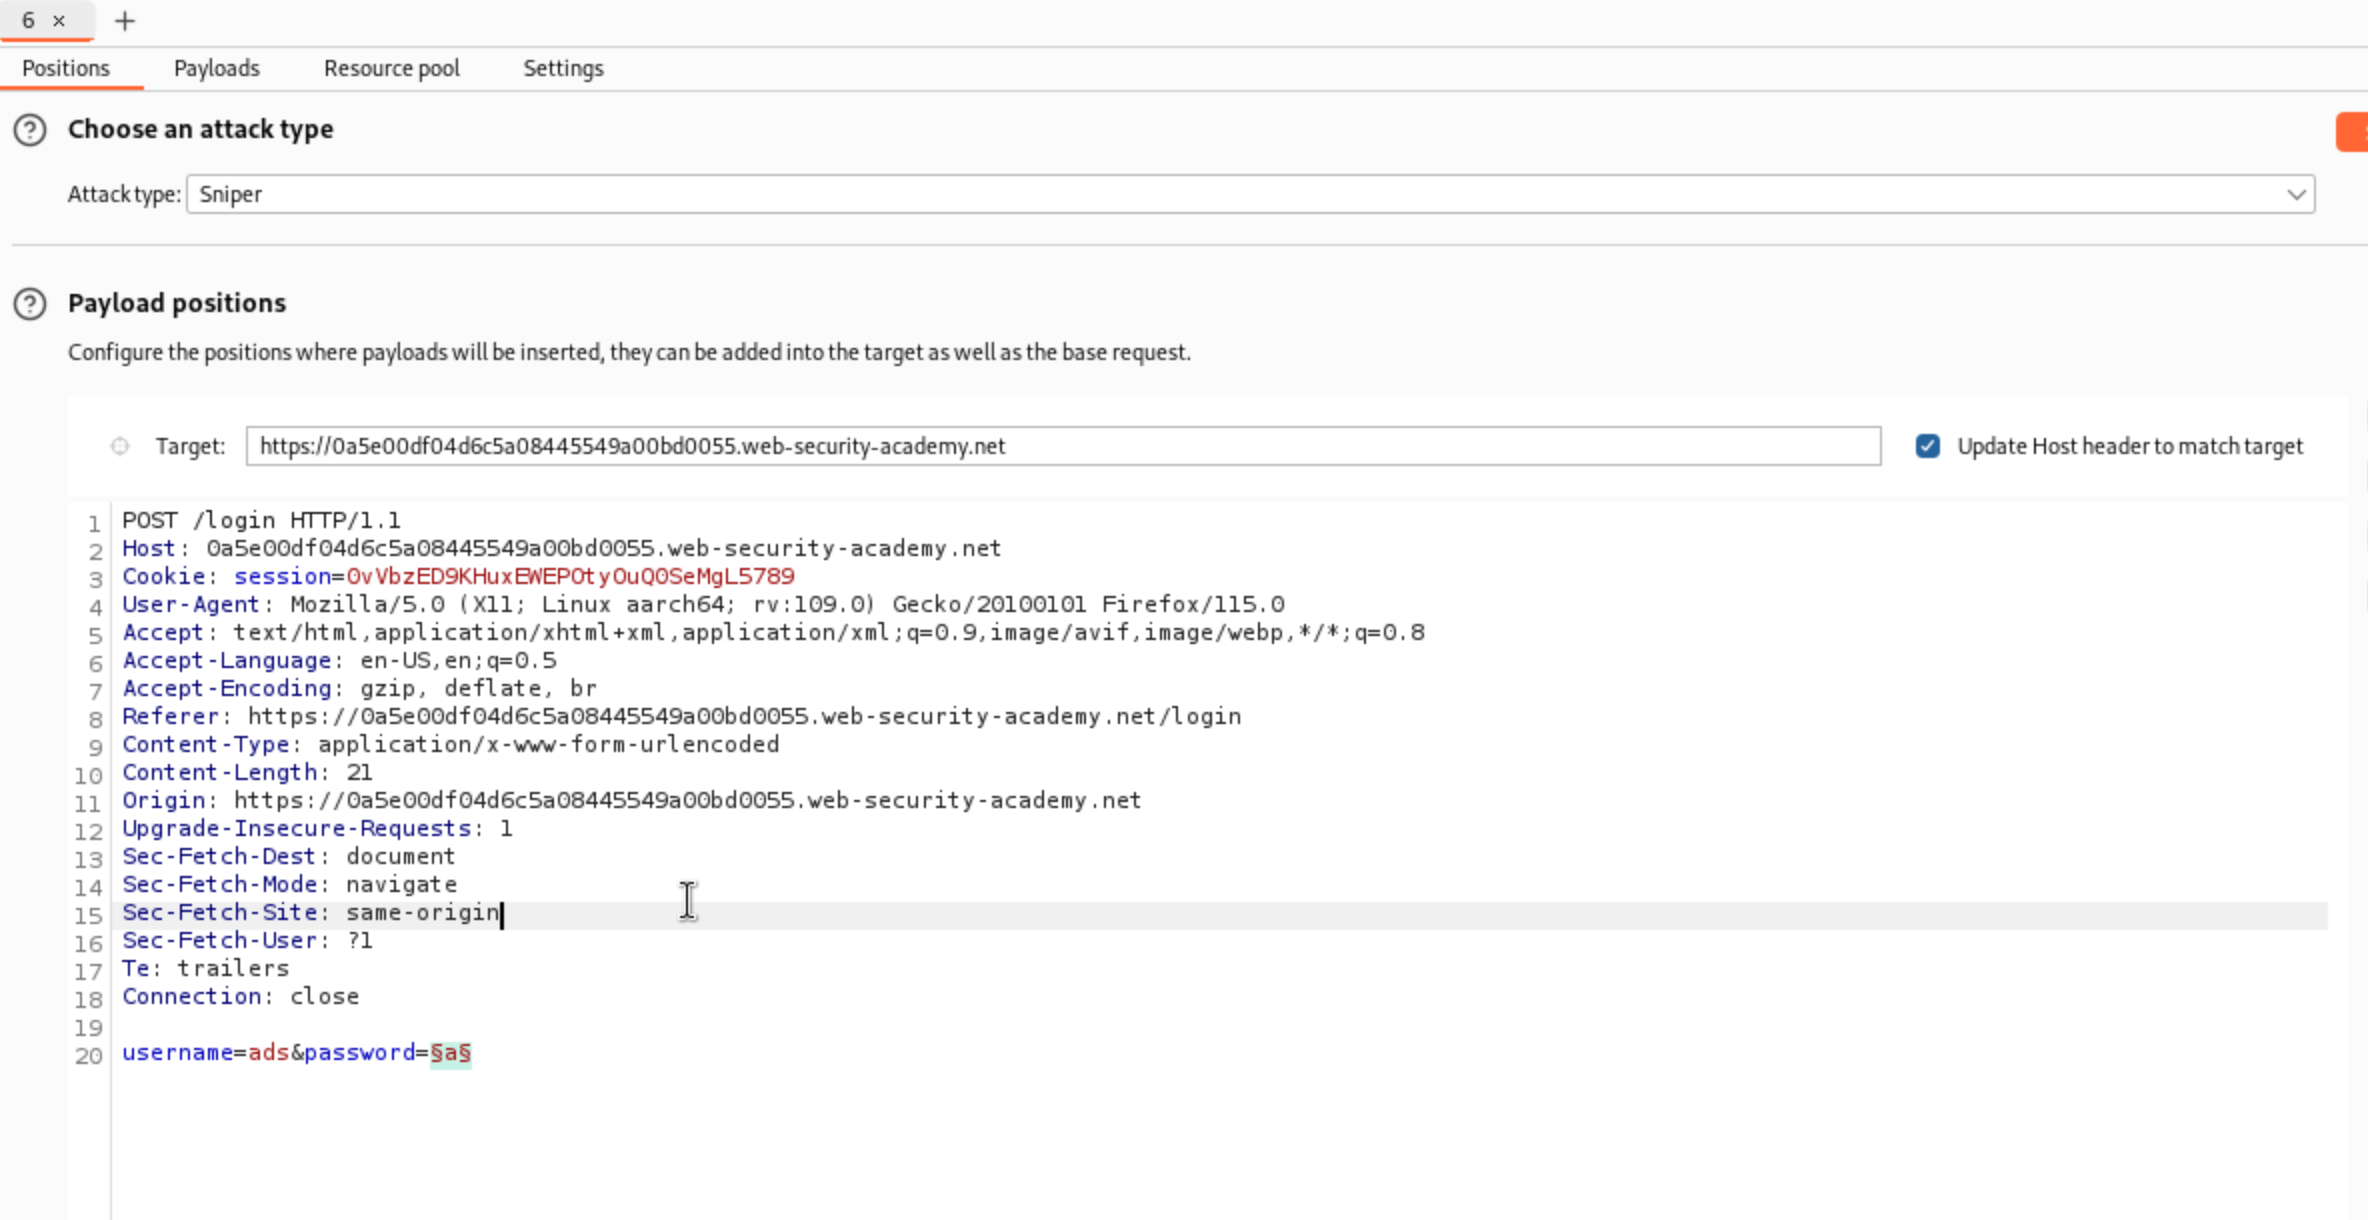 6 × +
Positions Payloads Resource pool Settings
? Choose an attack type
Attack type: Sniper
? Payload positions
Configure the positions where payloads will be inserted, they can be added into the target as well as the base request.
Target: https://0a5e00df04d6c5a08445549a00bd0055.web-security-academy.net Update Host header to match target
1 POST /login HTTP/1.1
2 Host: 0a5e00df04d6c5a08445549a00bd0055.web-security-academy.net
3 Cookie: session=0vVbzED9KHuxEWEPOtyOuQ0SeMgL5789
4 User-Agent: Mozilla/5.0 (X11; Linux aarch64; rv:109.0) Gecko/20100101 Firefox/115.0
5 Accept: text/html,application/xhtml+xml,application/xml;q=0.9,image/avif,image/webp,*/*;q=0.8
6 Accept-Language: en-US,en;q=0.5
7 Accept-Encoding: gzip, deflate, br
8 Referer: https://0a5e00df04d6c5a08445549a00bd0055.web-security-academy.net/login
9 Content-Type: application/x-www-form-urlencoded
10 Content-Length: 21
11 Origin: https://0a5e00df04d6c5a08445549a00bd0055.web-security-academy.net
12 Upgrade-Insecure-Requests: 1
13 Sec-Fetch-Dest: document
14 Sec-Fetch-Mode: navigate
15 Sec-Fetch-Site: same-origin
16 Sec-Fetch-User: ?1
17 Te: trailers
18 Connection: close
19
20 username=ads&password=§a§